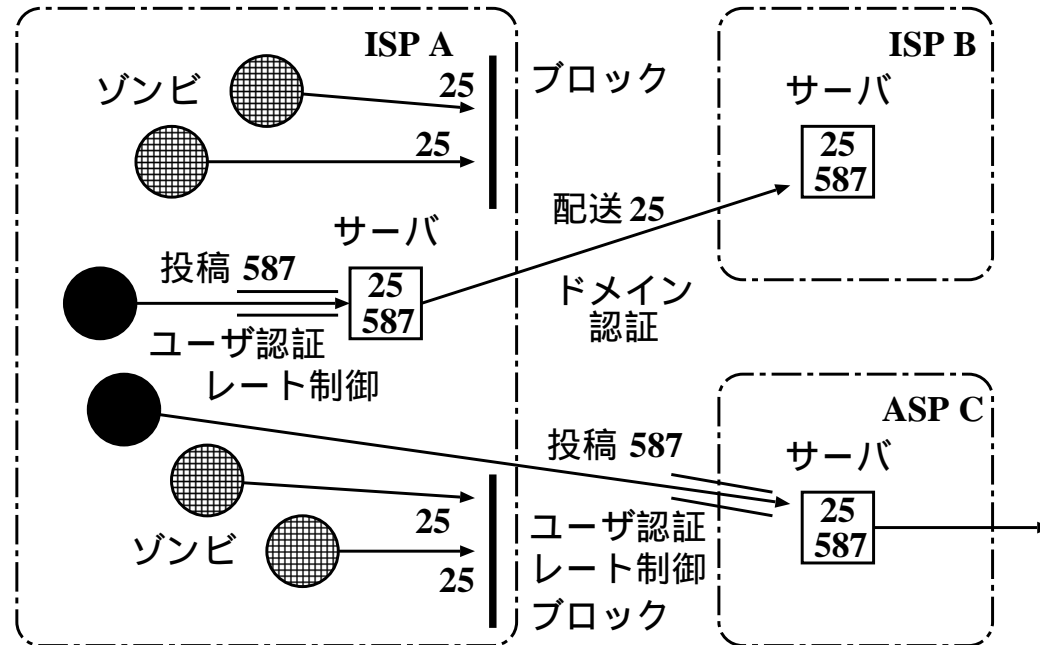 ISP A
ゾンビ
25
25
ブロック
サーバ
投稿 587
25
587
ユーザ認証
レート制御
配送 25
ドメイン
認証
ISP B
サーバ
25
587
投稿 587
ユーザ認証
レート制御
ゾンビ
25
25
ブロック
ASP C
サーバ
25
587